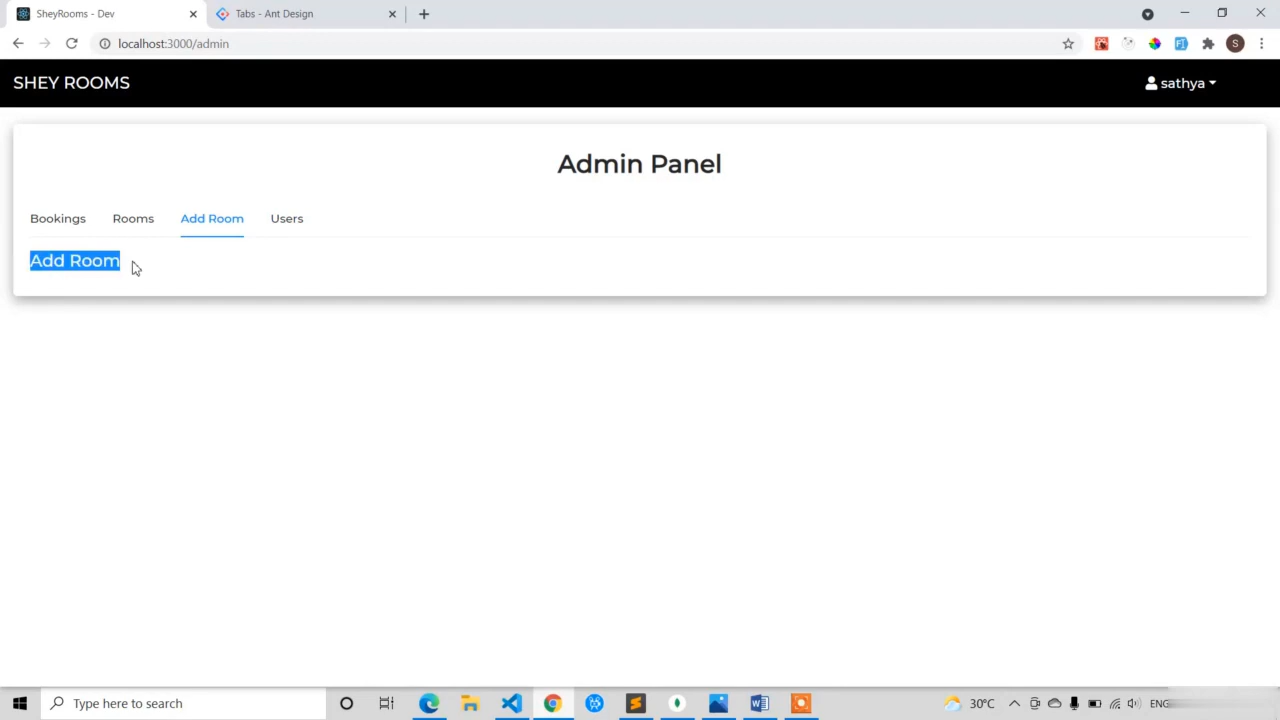 SheyRooms - Dev
Tabs - Ant Design
localhost:3000/admin
S
SHEY ROOMS
sathya
Admin Panel
Bookings
Rooms
Add Room
Users
Add Room
Type here to search
30°C
ENG